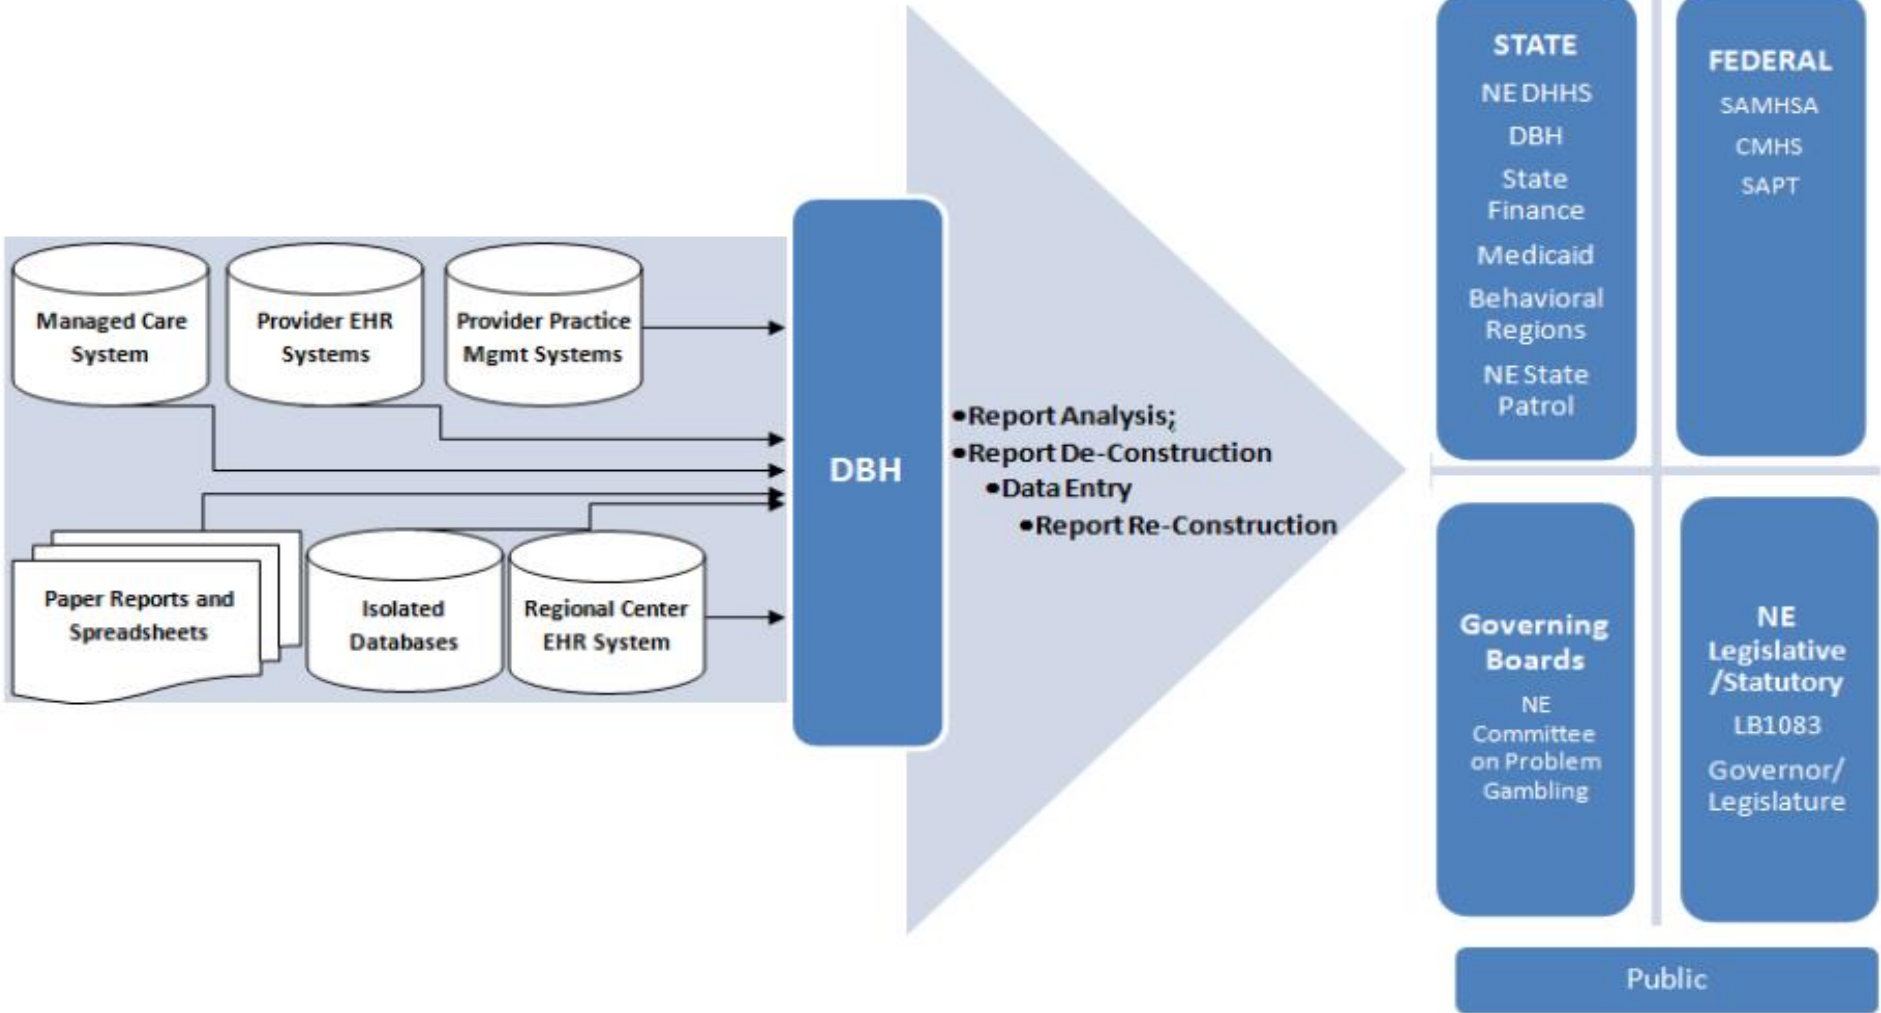 Managed Care
System
Provider EHR
Systems
Provider Practice
Mgmt Systems
Paper Reports and
Spreadsheets
Isolated
Databases
Regional Center
EHR System
DBH
•Report Analysis;
•Report De-Construction
•Data Entry
•Report Re-Construction
STATE
NE DHHS
DBH
State
Finance
Medicaid
Behavioral
Regions
NE State
Patrol
FEDERAL
SAMHSA
CMHS
SAPT
Governing
Boards
NE
Committee
on Problem
Gambling
NE
Legislative
/Statutory
LB1083
Governor/
Legislature
Public